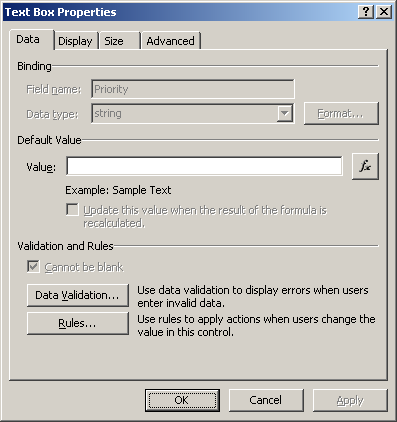 Text Box Properties
Data Display Size Advanced
Binding
Field name: Priority
Data type: string Format...
Default Value
Value: fx
Example: Sample Text
Update this value when the result of the formula is
recalculated.
Validation and Rules
Cannot be blank
Data Validation... Use data validation to display errors when users
enter invalid data.
Rules... Use rules to apply actions when users change the
value in this control.
OK Cancel Apply